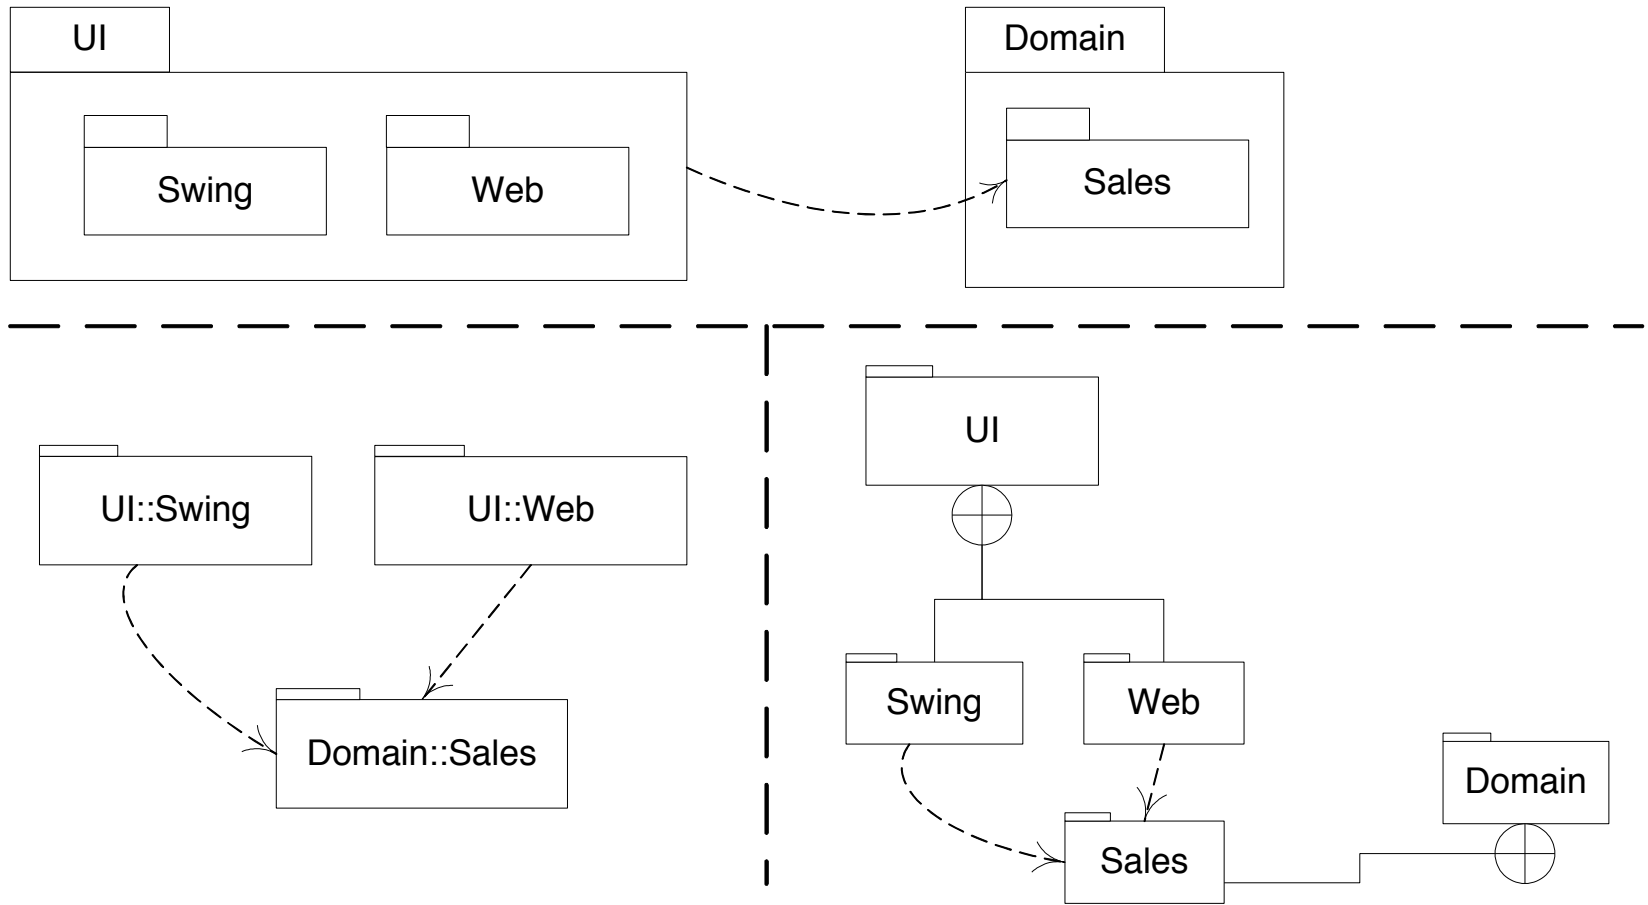 UI
Domain
Swing
Web
Sales
UI::Swing
UI::Web
Domain::Sales
UI
Swing
Web
Domain
Sales